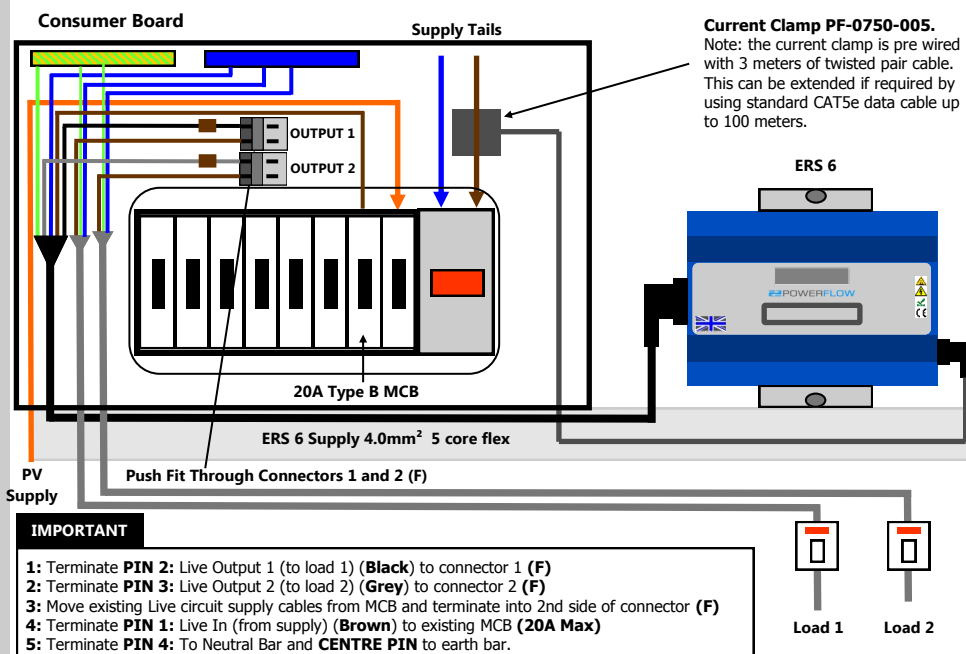 Consumer Board
Supply Tails
Current Clamp PF-0750-005.
Note: the current clamp is pre wired
with 3 meters of twisted pair cable.
This can be extended if required by
using standard CAT5e data cable up
to 100 meters.
OUTPUT 1
OUTPUT 2
ERS 6
POWERFLOW
CE
20A Type B MCB
ERS 6 Supply 4.0mm² 5 core flex
PV
Supply
Push Fit Through Connectors 1 and 2 (F)
IMPORTANT
1: Terminate PIN 2: Live Output 1 (to load 1) (Black) to connector 1 (F)
2: Terminate PIN 3: Live Output 2 (to load 2) (Grey) to connector 2 (F)
3: Move existing Live circuit supply cables from MCB and terminate into 2nd side of connector (F)
4: Terminate PIN 1: Live In (from supply) (Brown) to existing MCB (20A Max)
5: Terminate PIN 4: To Neutral Bar and CENTRE PIN to earth bar.
Load 1
Load 2